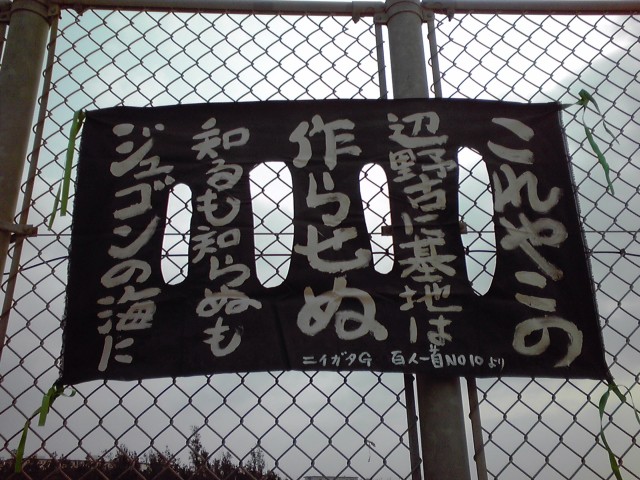 これやこの
辺野古に基地は
作らせぬ
知るも知らぬも
ジュゴンの海に
ニイガタG 百人一首NO10より